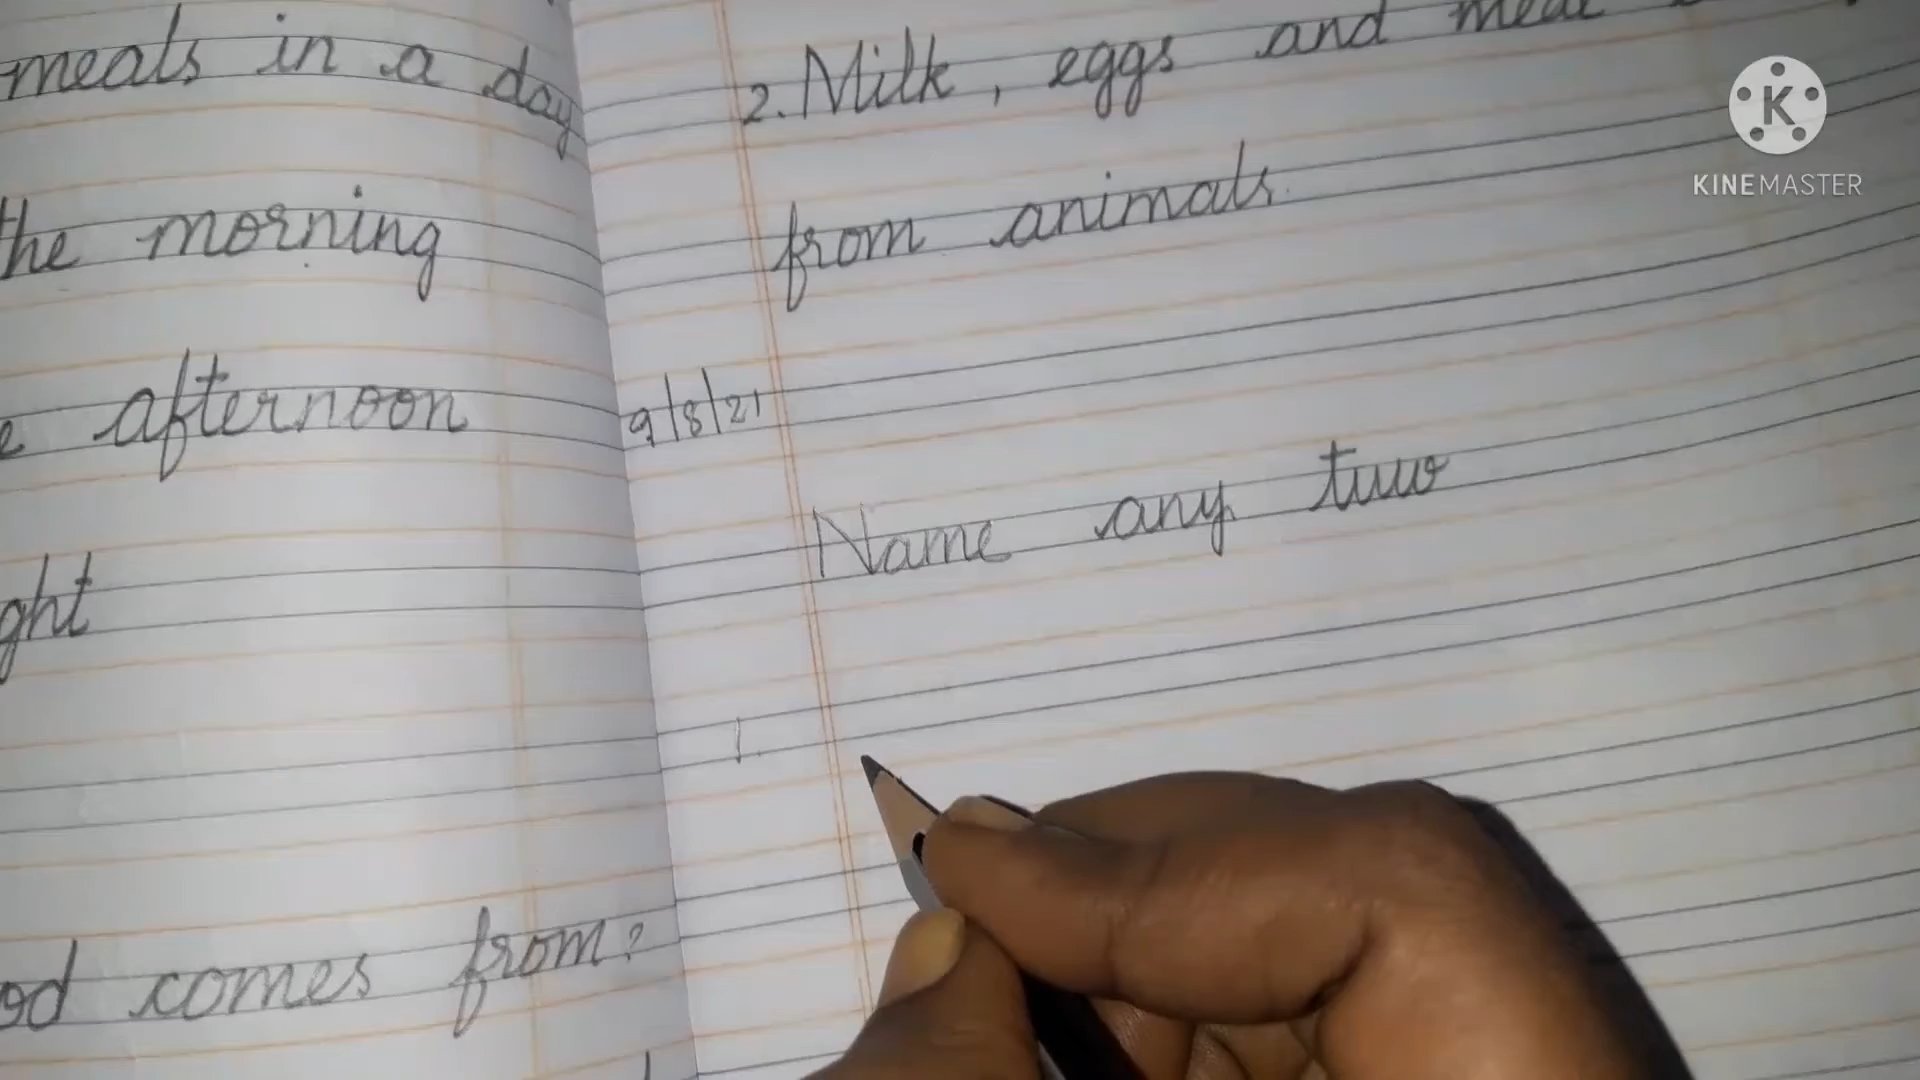 meals in a day
the morning
afternoon
ght
od comes from?
2. Milk, eggs and
from animals.
9/8/21
Name any two
1.
K
KINEMASTER